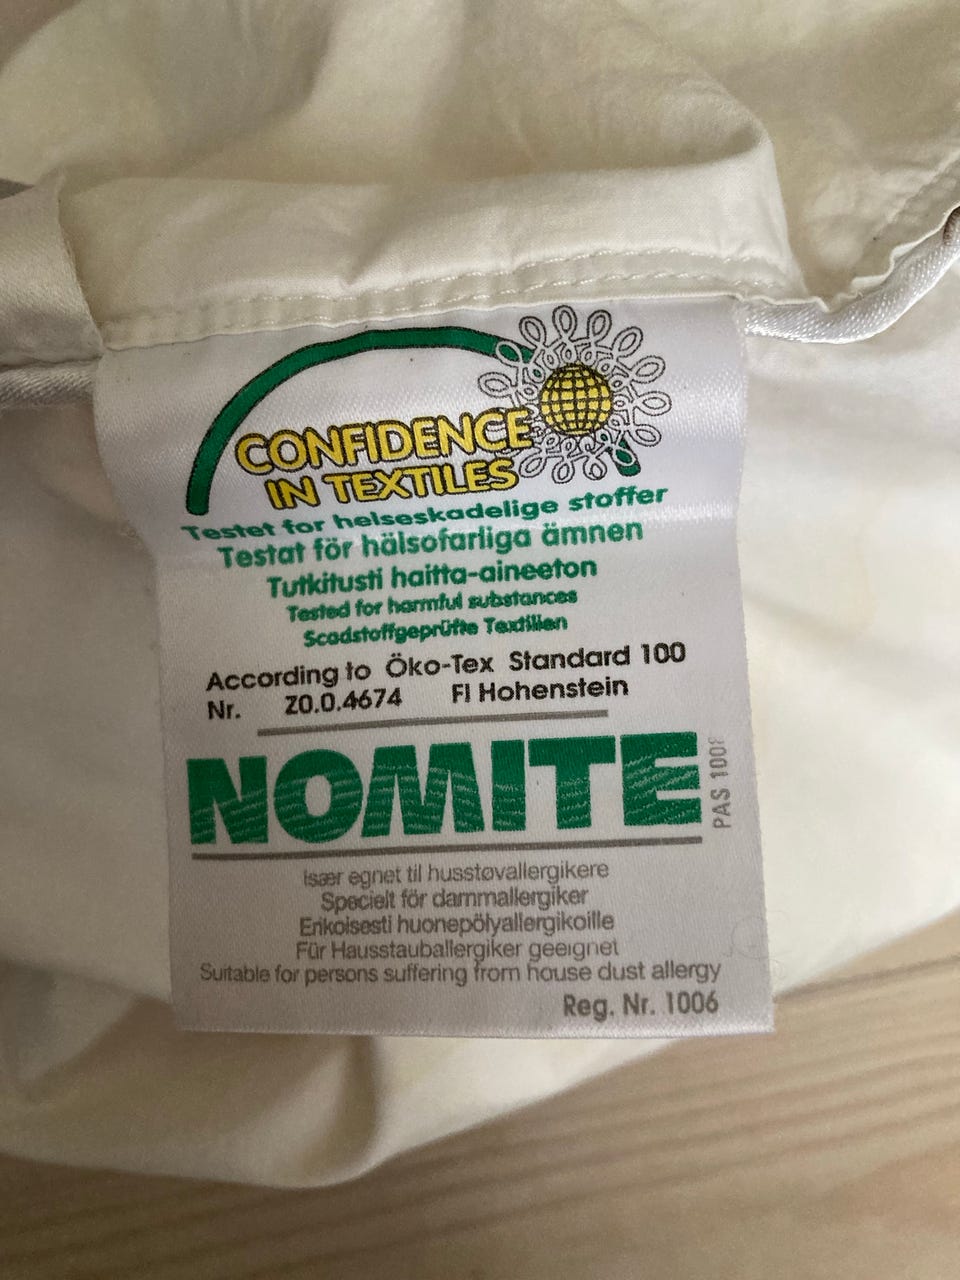 CONFIDENCE
IN TEXTILES
Testet for helseskadelige stoffer
Testat för hälsofarliga ämnen
Tutkitusti haitta-aineeton
Tested for harmful substances
Scadstoffgeprüfte Textilien
According to Öko-Tex Standard 100
Nr. Z0.0.4674 FI Hohenstein
NOMITE
PAS 1008
Især egnet til husstøvallergikere
Specielt för dammallergiker
Erikoisesti huonepölyallergikoille
Für Hausstauballergiker geeignet
Suitable for persons suffering from house dust allergy
Reg. Nr. 1006